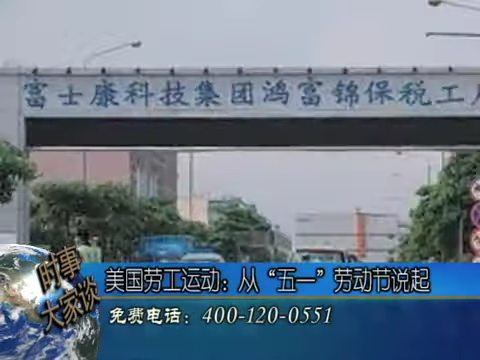 富士康科技集团鸿富锦保税工厂
时事
大家谈
美国劳工运动：从“五一”劳动节说起
免费电话：400-120-0551